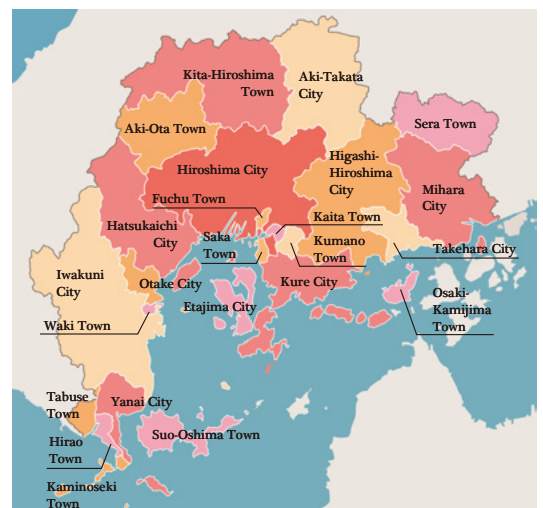 Kita-Hiroshima
Town
Aki-Takata
City
Sera Town
Aki-Ota Town
Hiroshima City
Higashi-
Hiroshima
City
Mihara
City
Fuchu Town
Hatsukaichi
City
Kaita Town
Saka
Town
Kumano
Town
Takehara City
Iwakuni
City
Otake City
Kure City
Etajima City
Osaki-
Kamijima
Town
Waki Town
Tabuse
Town
Yanai City
Hirao
Town
Suo-Oshima Town
Kaminoseki
Town